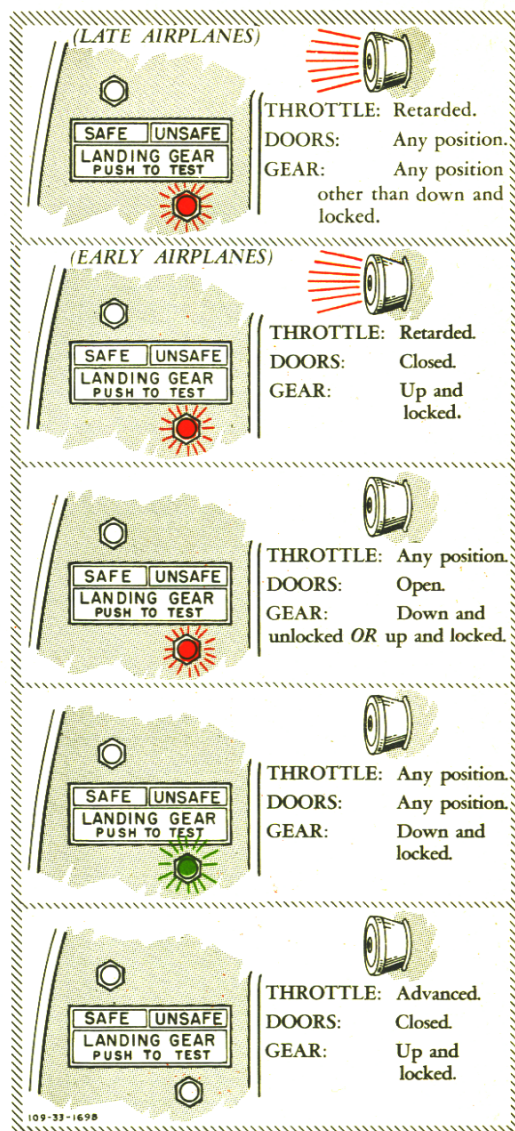 (LATE AIRPLANES)
THROTTLE: Retarded.
DOORS: Any position.
GEAR: Any position
other than down and
locked.
SAFE UNSAFE
LANDING GEAR
PUSH TO TEST
(EARLY AIRPLANES)
THROTTLE: Retarded.
DOORS: Closed.
GEAR: Up and
locked.
SAFE UNSAFE
LANDING GEAR
PUSH TO TEST
THROTTLE: Any position.
DOORS: Open.
GEAR: Down and
unlocked OR up and locked.
SAFE UNSAFE
LANDING GEAR
PUSH TO TEST
THROTTLE: Any position.
DOORS: Any position.
GEAR: Down and
locked.
SAFE UNSAFE
LANDING GEAR
PUSH TO TEST
THROTTLE: Advanced.
DOORS: Closed.
GEAR: Up and
locked.
SAFE UNSAFE
LANDING GEAR
PUSH TO TEST
109-33-169B